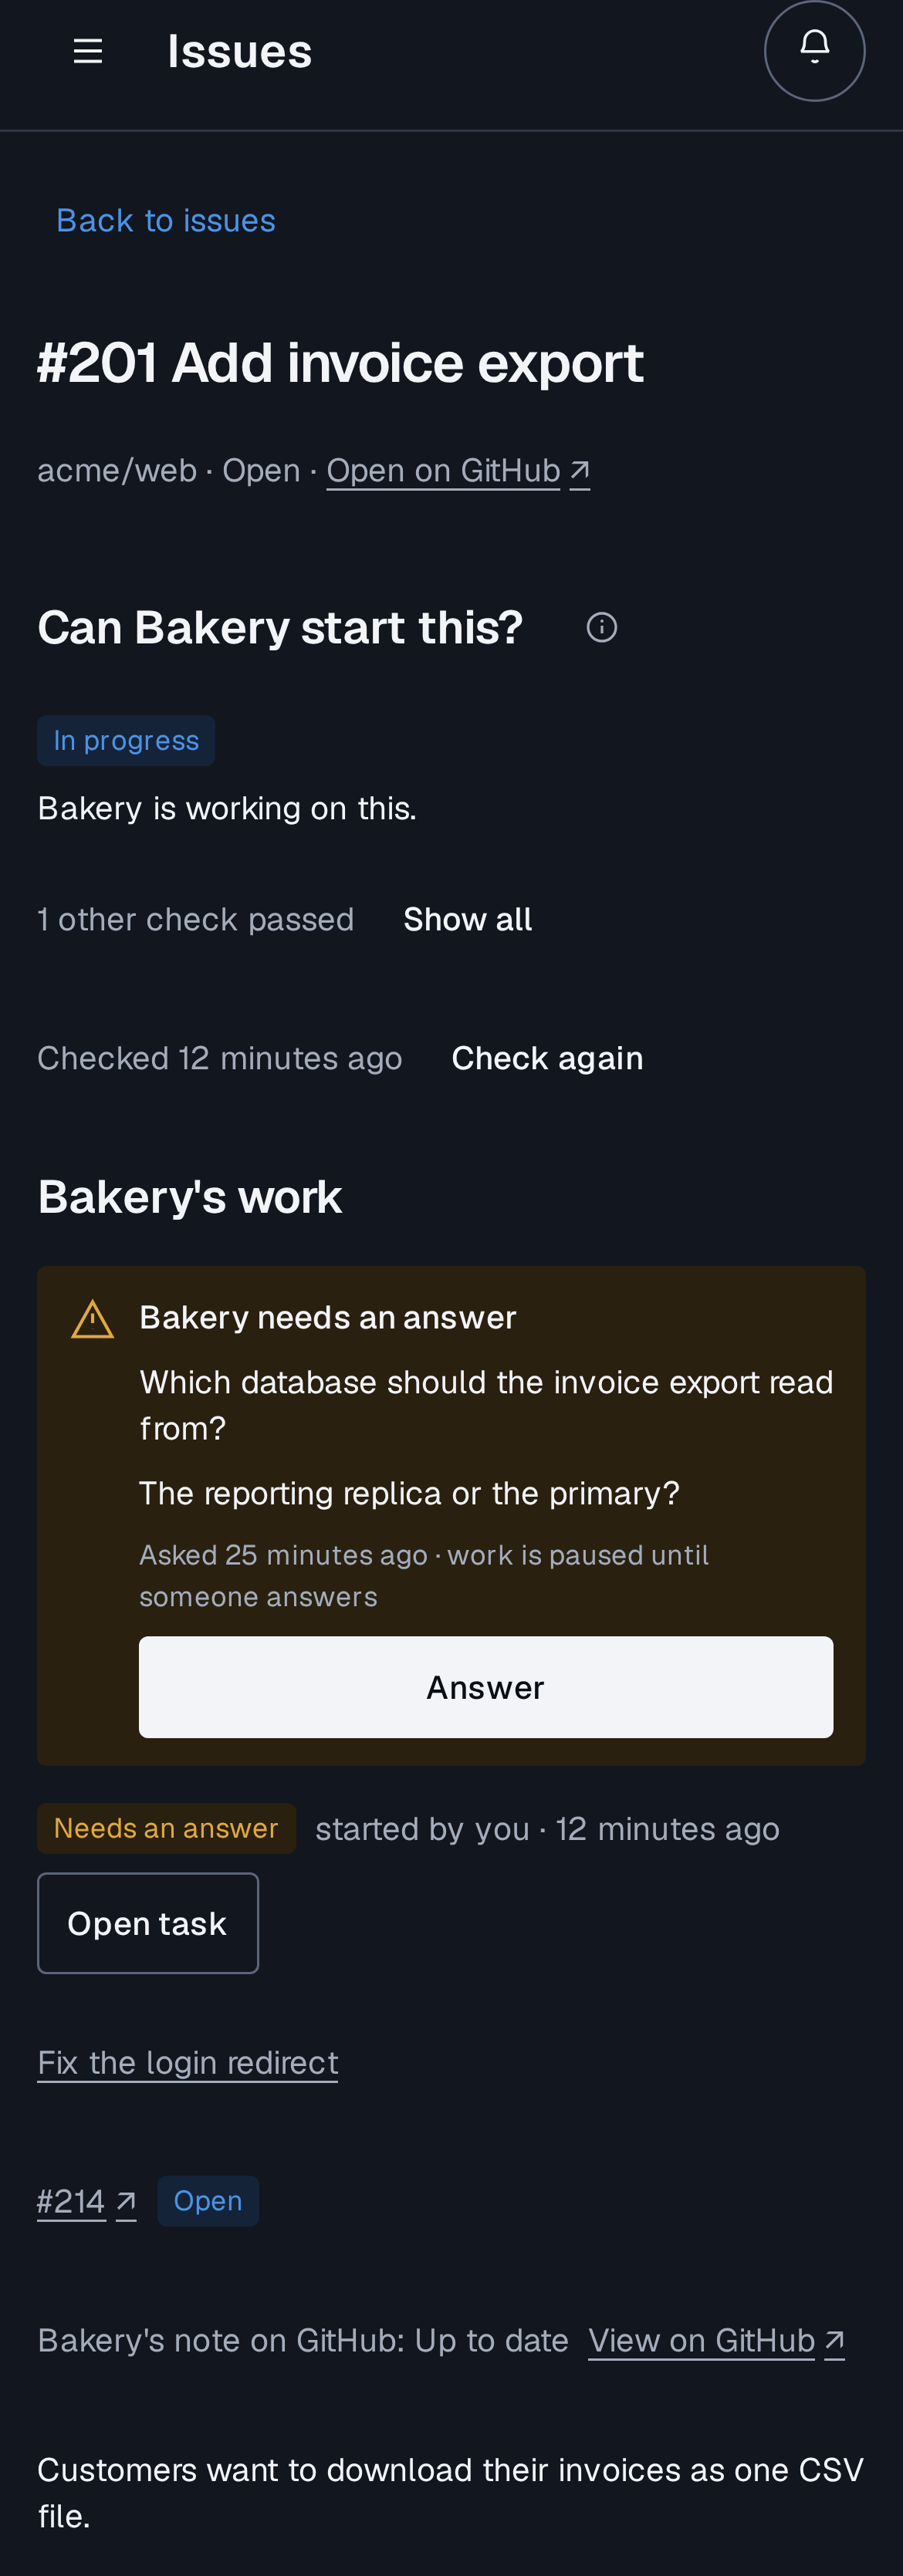 Issues
Back to issues
#201 Add invoice export
acme/web · Open · Open on GitHub ↗
Can Bakery start this?
In progress
Bakery is working on this.
1 other check passed Show all
Checked 12 minutes ago Check again
Bakery's work
Bakery needs an answer
Which database should the invoice export read
from?
The reporting replica or the primary?
Asked 25 minutes ago · work is paused until
someone answers
Answer
Needs an answer started by you · 12 minutes ago
Open task
Fix the login redirect
#214 ↗ Open
Bakery's note on GitHub: Up to date View on GitHub ↗
Customers want to download their invoices as one CSV
file.